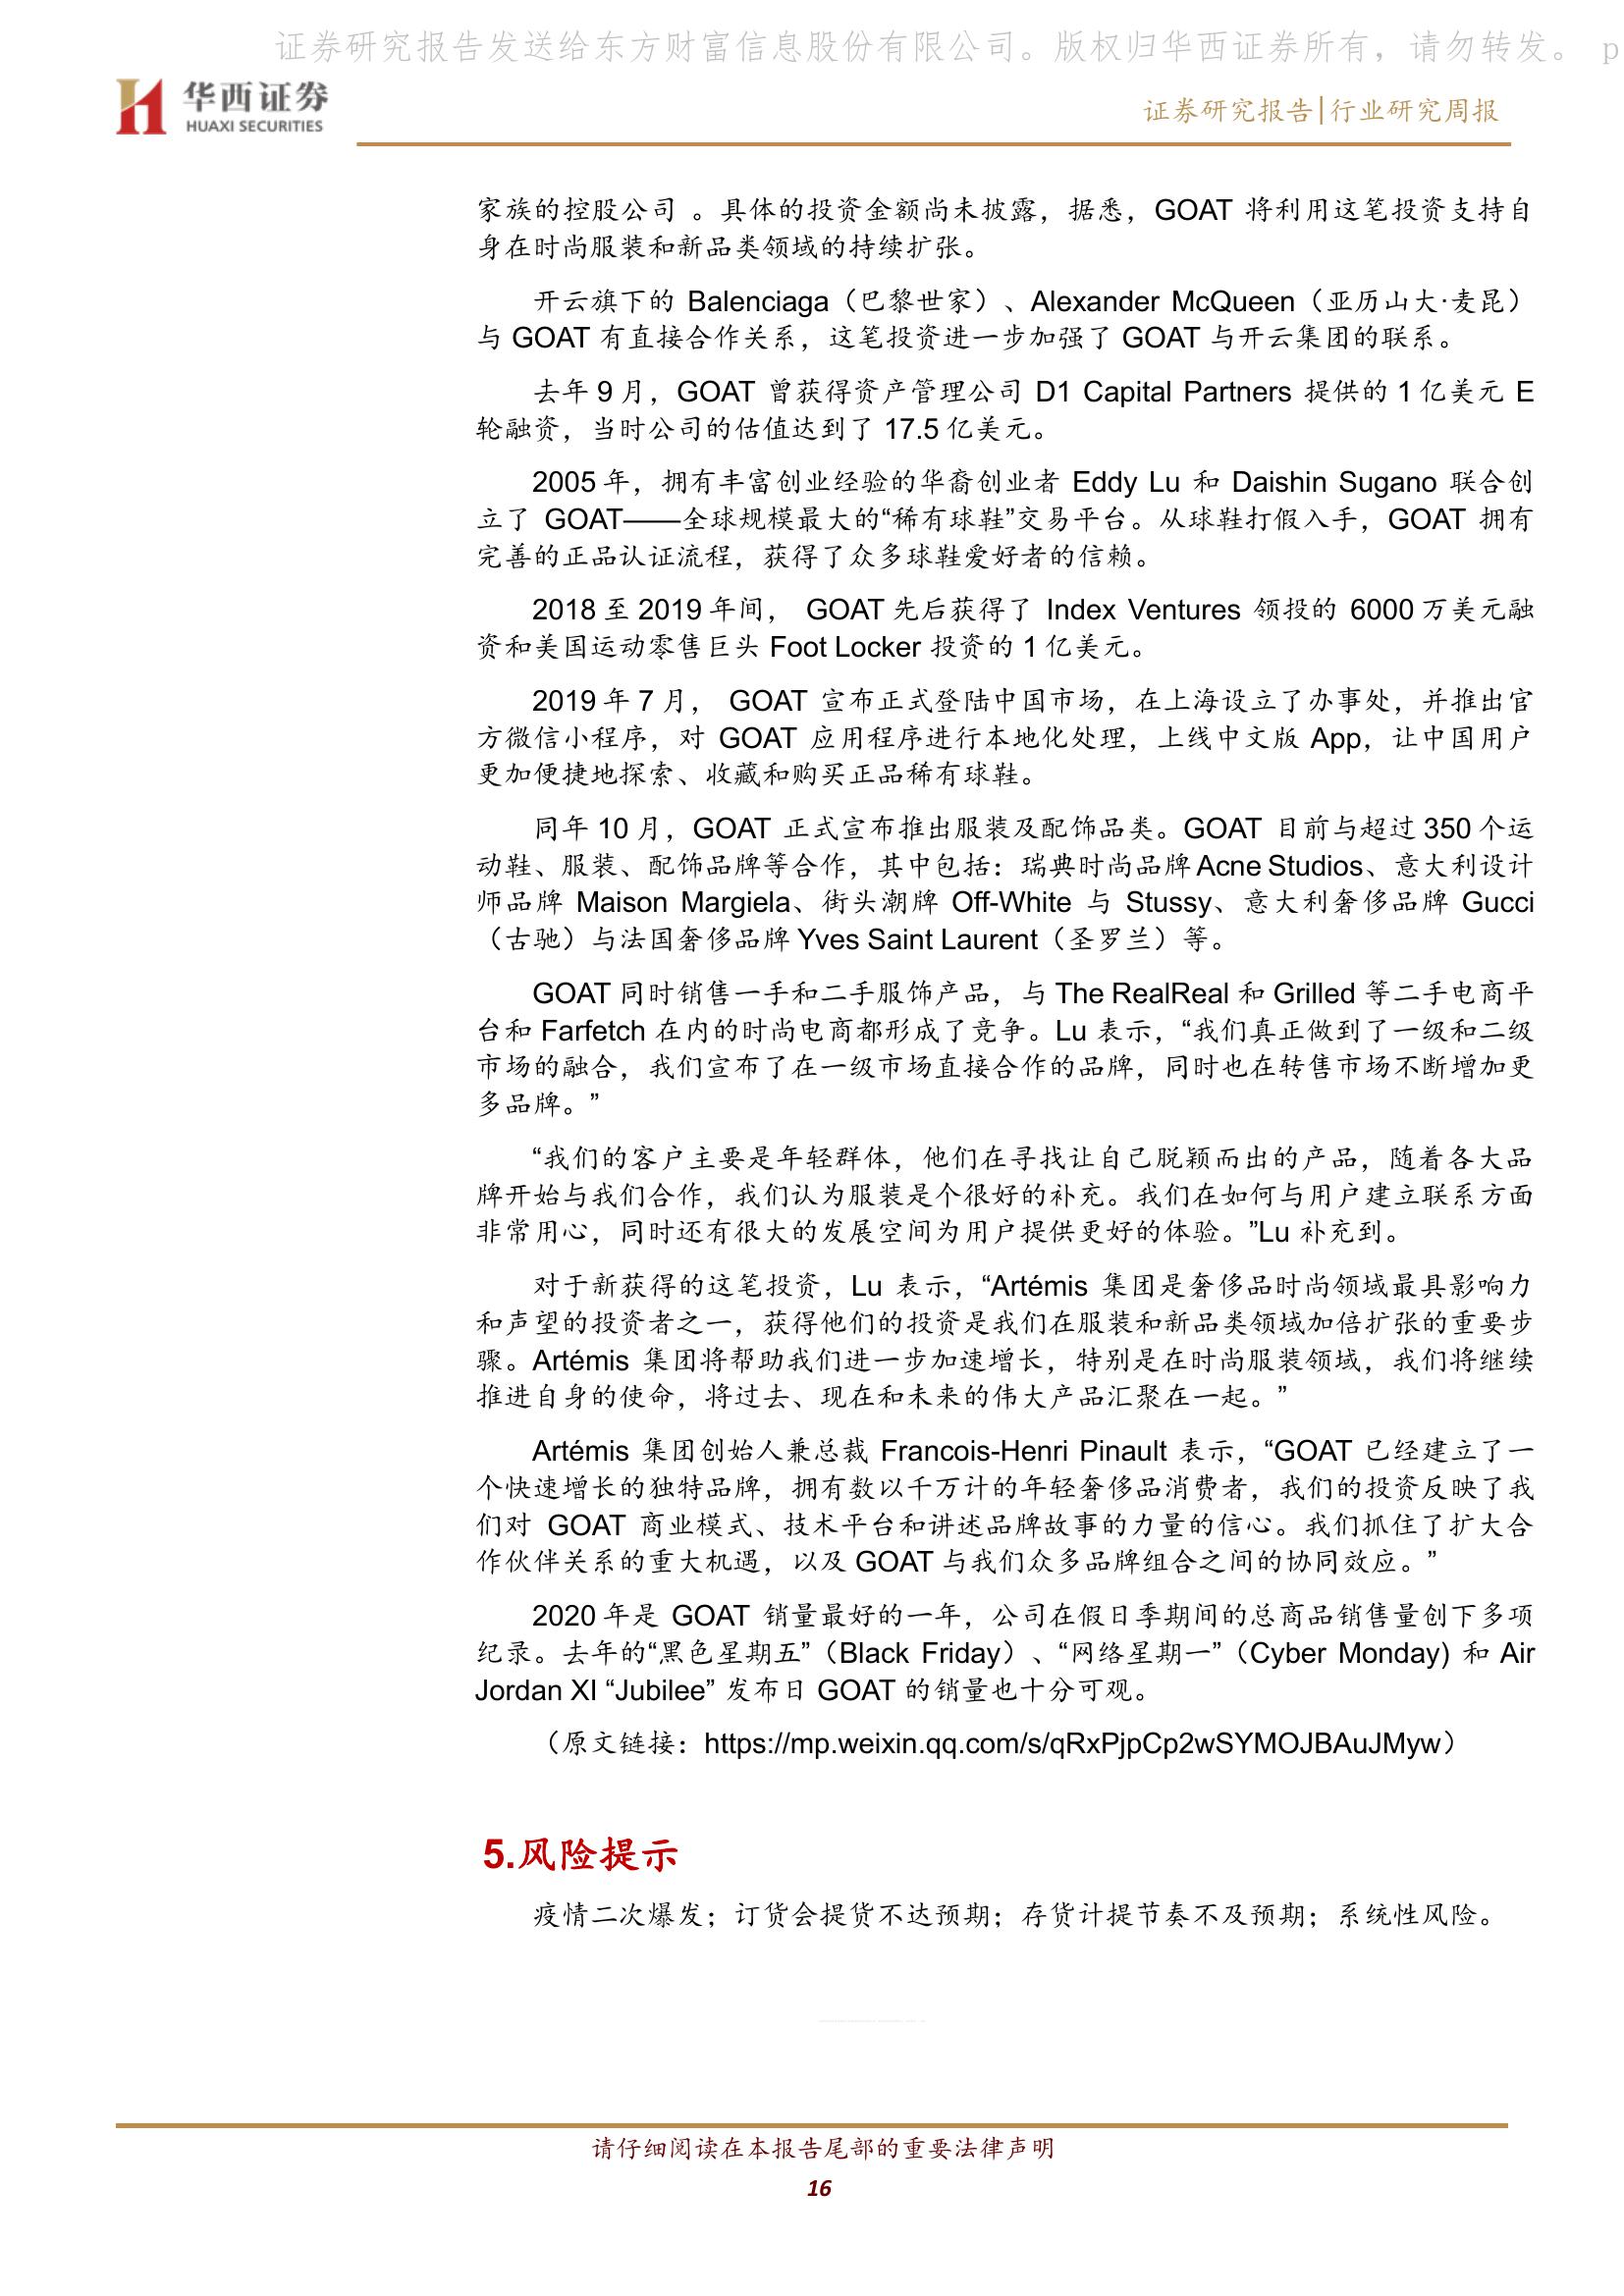 证券研究报告发送给东方财富信息股份有限公司。版权归华西证券所有，请勿转发。 p
华西证券
HUAXI SECURITIES
证券研究报告|行业研究周报
家族的控股公司 。具体的投资金额尚未披露，据悉，GOAT 将利用这笔投资支持自
身在时尚服装和新品类领域的持续扩张。
开云旗下的 Balenciaga（巴黎世家）、Alexander McQueen（亚历山大·麦昆）
与 GOAT 有直接合作关系，这笔投资进一步加强了 GOAT 与开云集团的联系。
去年 9 月，GOAT 曾获得资产管理公司 D1 Capital Partners 提供的 1 亿美元 E
轮融资，当时公司的估值达到了 17.5 亿美元。
2005 年，拥有丰富创业经验的华裔创业者 Eddy Lu 和 Daishin Sugano 联合创
立了 GOAT——全球规模最大的“稀有球鞋”交易平台。从球鞋打假入手，GOAT 拥有
完善的正品认证流程，获得了众多球鞋爱好者的信赖。
2018 至 2019 年间， GOAT 先后获得了 Index Ventures 领投的 6000 万美元融
资和美国运动零售巨头 Foot Locker 投资的 1 亿美元。
2019 年 7 月， GOAT 宣布正式登陆中国市场，在上海设立了办事处，并推出官
方微信小程序，对 GOAT 应用程序进行本地化处理，上线中文版 App，让中国用户
更加便捷地探索、收藏和购买正品稀有球鞋。
同年 10 月，GOAT 正式宣布推出服装及配饰品类。GOAT 目前与超过 350 个运
动鞋、服装、配饰品牌等合作，其中包括：瑞典时尚品牌 Acne Studios、意大利设计
师品牌 Maison Margiela、街头潮牌 Off-White 与 Stussy、意大利奢侈品牌 Gucci
（古驰）与法国奢侈品牌 Yves Saint Laurent（圣罗兰）等。
GOAT 同时销售一手和二手服饰产品，与 The RealReal 和 Grilled 等二手电商平
台和 Farfetch 在内的时尚电商都形成了竞争。Lu 表示，“我们真正做到了一级和二级
市场的融合，我们宣布了在一级市场直接合作的品牌，同时也在转售市场不断增加更
多品牌。”
“我们的客户主要是年轻群体，他们在寻找让自己脱颖而出的产品，随着各大品
牌开始与我们合作，我们认为服装是个很好的补充。我们在如何与用户建立联系方面
非常用心，同时还有很大的发展空间为用户提供更好的体验。”Lu 补充到。
对于新获得的这笔投资，Lu 表示，“Artémis 集团是奢侈品时尚领域最具影响力
和声望的投资者之一，获得他们的投资是我们在服装和新品类领域加倍扩张的重要步
骤。Artémis 集团将帮助我们进一步加速增长，特别是在时尚服装领域，我们将继续
推进自身的使命，将过去、现在和未来的伟大产品汇聚在一起。”
Artémis 集团创始人兼总裁 Francois-Henri Pinault 表示，“GOAT 已经建立了一
个快速增长的独特品牌，拥有数以千万计的年轻奢侈品消费者，我们的投资反映了我
们对 GOAT 商业模式、技术平台和讲述品牌故事的力量的信心。我们抓住了扩大合
作伙伴关系的重大机遇，以及 GOAT 与我们众多品牌组合之间的协同效应。”
2020 年是 GOAT 销量最好的一年，公司在假日季期间的总商品销售量创下多项
纪录。去年的“黑色星期五”（Black Friday）、“网络星期一”（Cyber Monday) 和 Air
Jordan XI “Jubilee” 发布日 GOAT 的销量也十分可观。
（原文链接：https://mp.weixin.qq.com/s/qRxPjpCp2wSYMOJBAuJMyw）
5.风险提示
疫情二次爆发；订货会提货不达预期；存货计提节奏不及预期；系统性风险。
请仔细阅读在本报告尾部的重要法律声明
16